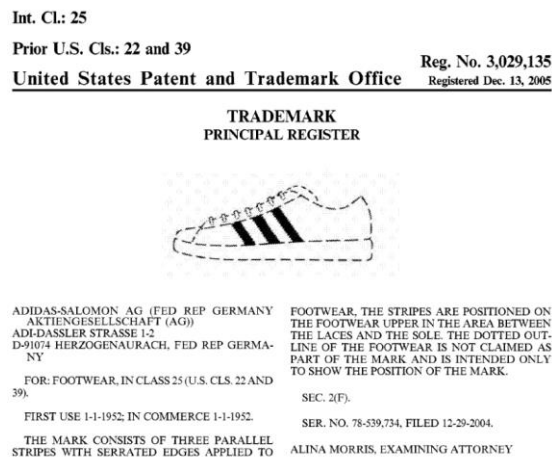 Int. Cl.: 25
Prior U.S. Cls.: 22 and 39
Reg. No. 3,029,135
United States Patent and Trademark Office
Registered Dec. 13, 2005
TRADEMARK
PRINCIPAL REGISTER
ADIDAS-SALOMON AG (FED REP GERMANY
AKTIENGESELLSCHAFT (AG))
ADI-DASSLER STRASSE 1-2
D-91074 HERZOGENAURACH, FED REP GERMA-
NY
FOR: FOOTWEAR, IN CLASS 25 (U.S. CLS. 22 AND
39).
FIRST USE 1-1-1952; IN COMMERCE 1-1-1952.
THE MARK CONSISTS OF THREE PARALLEL
STRIPES WITH SERRATED EDGES APPLIED TO
FOOTWEAR, THE STRIPES ARE POSITIONED ON
THE FOOTWEAR UPPER IN THE AREA BETWEEN
THE LACES AND THE SOLE. THE DOTTED OUT-
LINE OF THE FOOTWEAR IS NOT CLAIMED AS
PART OF THE MARK AND IS INTENDED ONLY
TO SHOW THE POSITION OF THE MARK.
SEC. 2(F).
SER. NO. 78-539,734, FILED 12-29-2004.
ALINA MORRIS, EXAMINING ATTORNEY